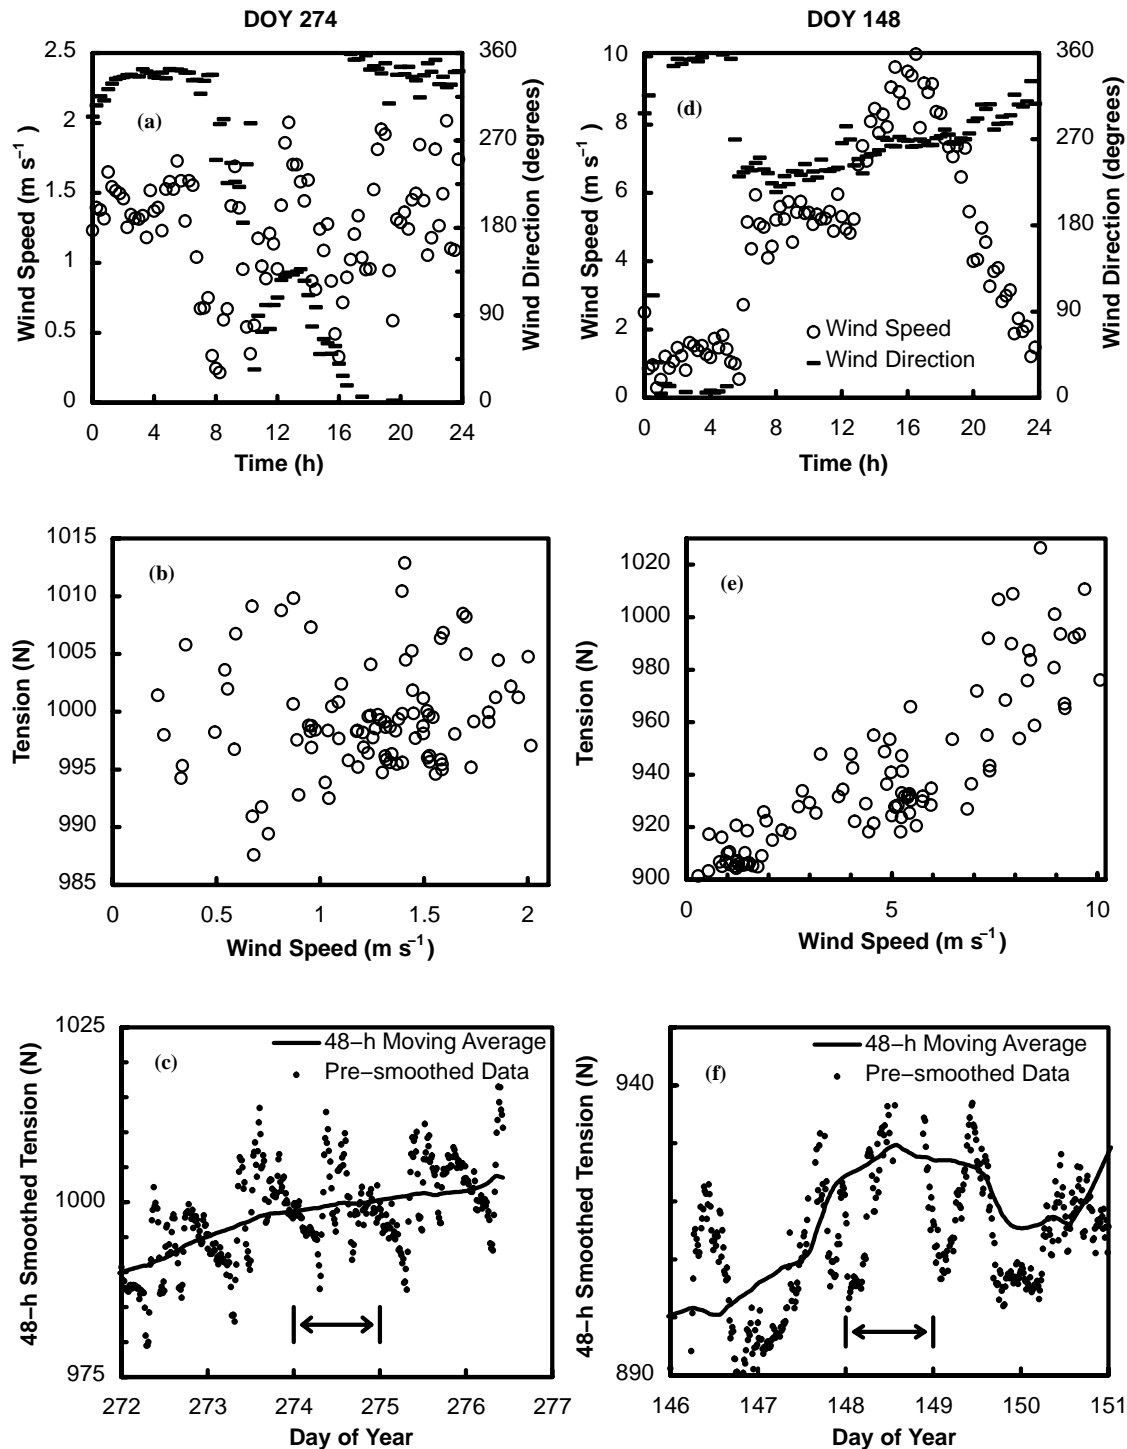 DOY 274
2.5
2
1.5
1
0.5
0
360
270
180
90
0
Wind Speed (m s⁻¹)
Wind Direction (degrees)
(a)
0 4 8 12 16 20 24
Time (h)
DOY 148
10
8
6
4
2
0
360
270
180
90
0
Wind Speed (m s⁻¹)
Wind Direction (degrees)
(d)
Wind Speed
Wind Direction
0 4 8 12 16 20 24
Time (h)
1015
1010
1005
1000
995
990
985
Tension (N)
(b)
0 0.5 1 1.5 2
Wind Speed (m s⁻¹)
1020
1000
980
960
940
920
900
Tension (N)
(e)
0 5 10
Wind Speed (m s⁻¹)
1025
1000
975
48−h Smoothed Tension (N)
(c)
48−h Moving Average
Pre−smoothed Data
272 273 274 275 276 277
Day of Year
940
890
48−h Smoothed Tension (N)
(f)
48−h Moving Average
Pre−smoothed Data
146 147 148 149 150 151
Day of Year